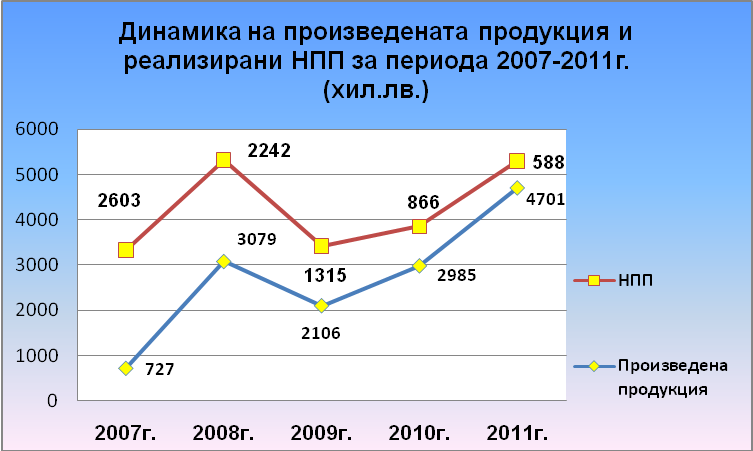 Динамика на произведената продукция и
реализирани НПП за периода 2007-2011г.
(хил.лв.)
6000
5000
4000
3000
2000
1000
0
2603
2242
1315
866
588
727
3079
2106
2985
4701
2007г.
2008г.
2009г.
2010г.
2011г.
НПП
Произведена
продукция